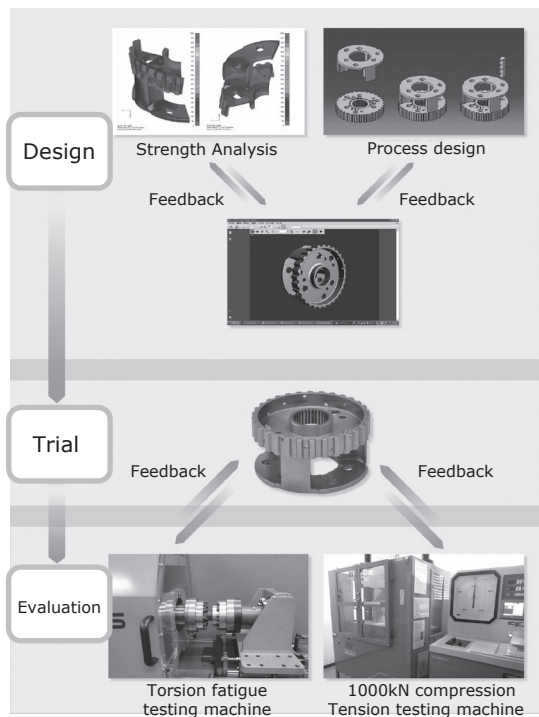 Design
Strength Analysis
Process design
Feedback
Feedback
Trial
Feedback
Feedback
Evaluation
Torsion fatigue
testing machine
1000kN compression
Tension testing machine